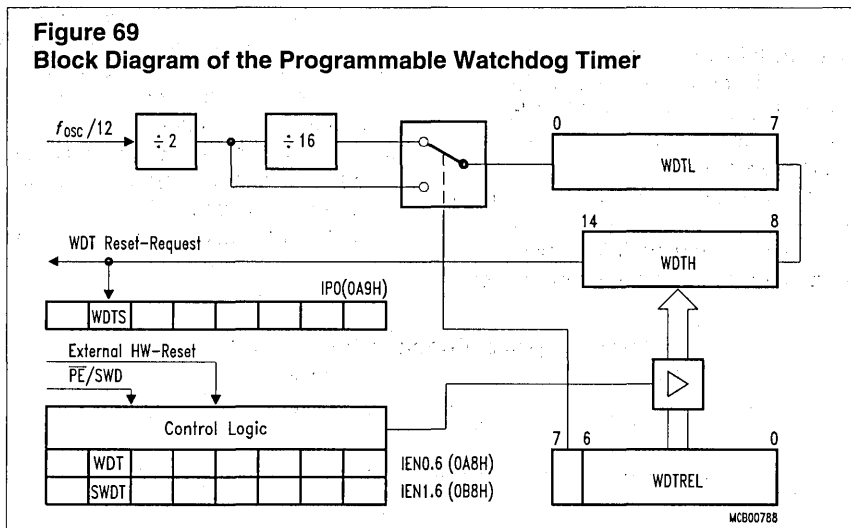 Figure 69
Block Diagram of the Programmable Watchdog Timer
fosc/12
÷ 2
÷ 16
0 7
WDTL
14 8
WDTH
WDT Reset-Request
IP0(0A9H)
WDTS
External HW-Reset
PE/SWD
Control Logic
WDT
IEN0.6 (0A8H)
SWDT
IEN1.6 (0B8H)
7 6 0
WDTREL
MCB00788